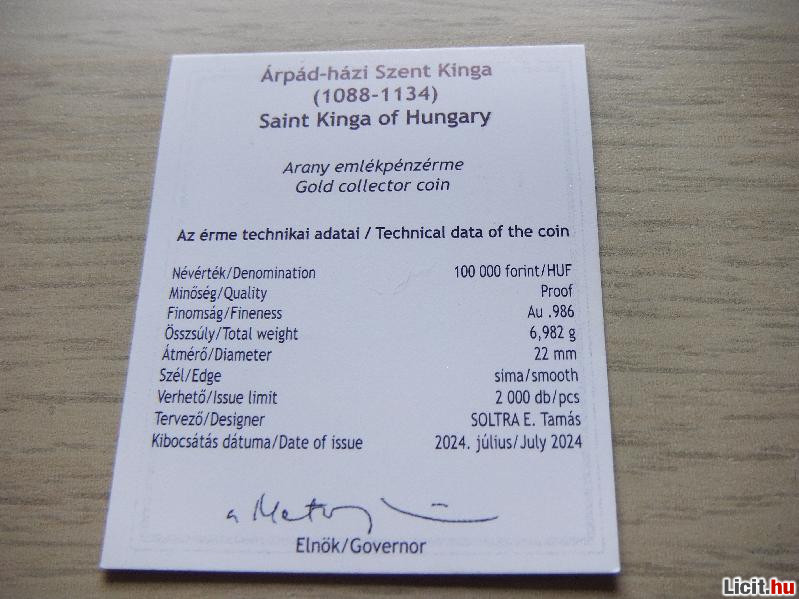 Árpád-házi Szent Kinga
(1088-1134)
Saint Kinga of Hungary
Arany emlékpénzérme
Gold collector coin
Az érme technikai adatai / Technical data of the coin
Névérték/Denomination 100 000 forint/HUF
Minőség/Quality Proof
Finomság/Fineness Au .986
Összsúly/Total weight 6,982 g
Átmérő/Diameter 22 mm
Szél/Edge sima/smooth
Verhető/Issue limit 2 000 db/pcs
Tervező/Designer SOLTRA E. Tamás
Kibocsátás dátuma/Date of issue 2024. július/July 2024
Elnök/Governor
Licit.hu